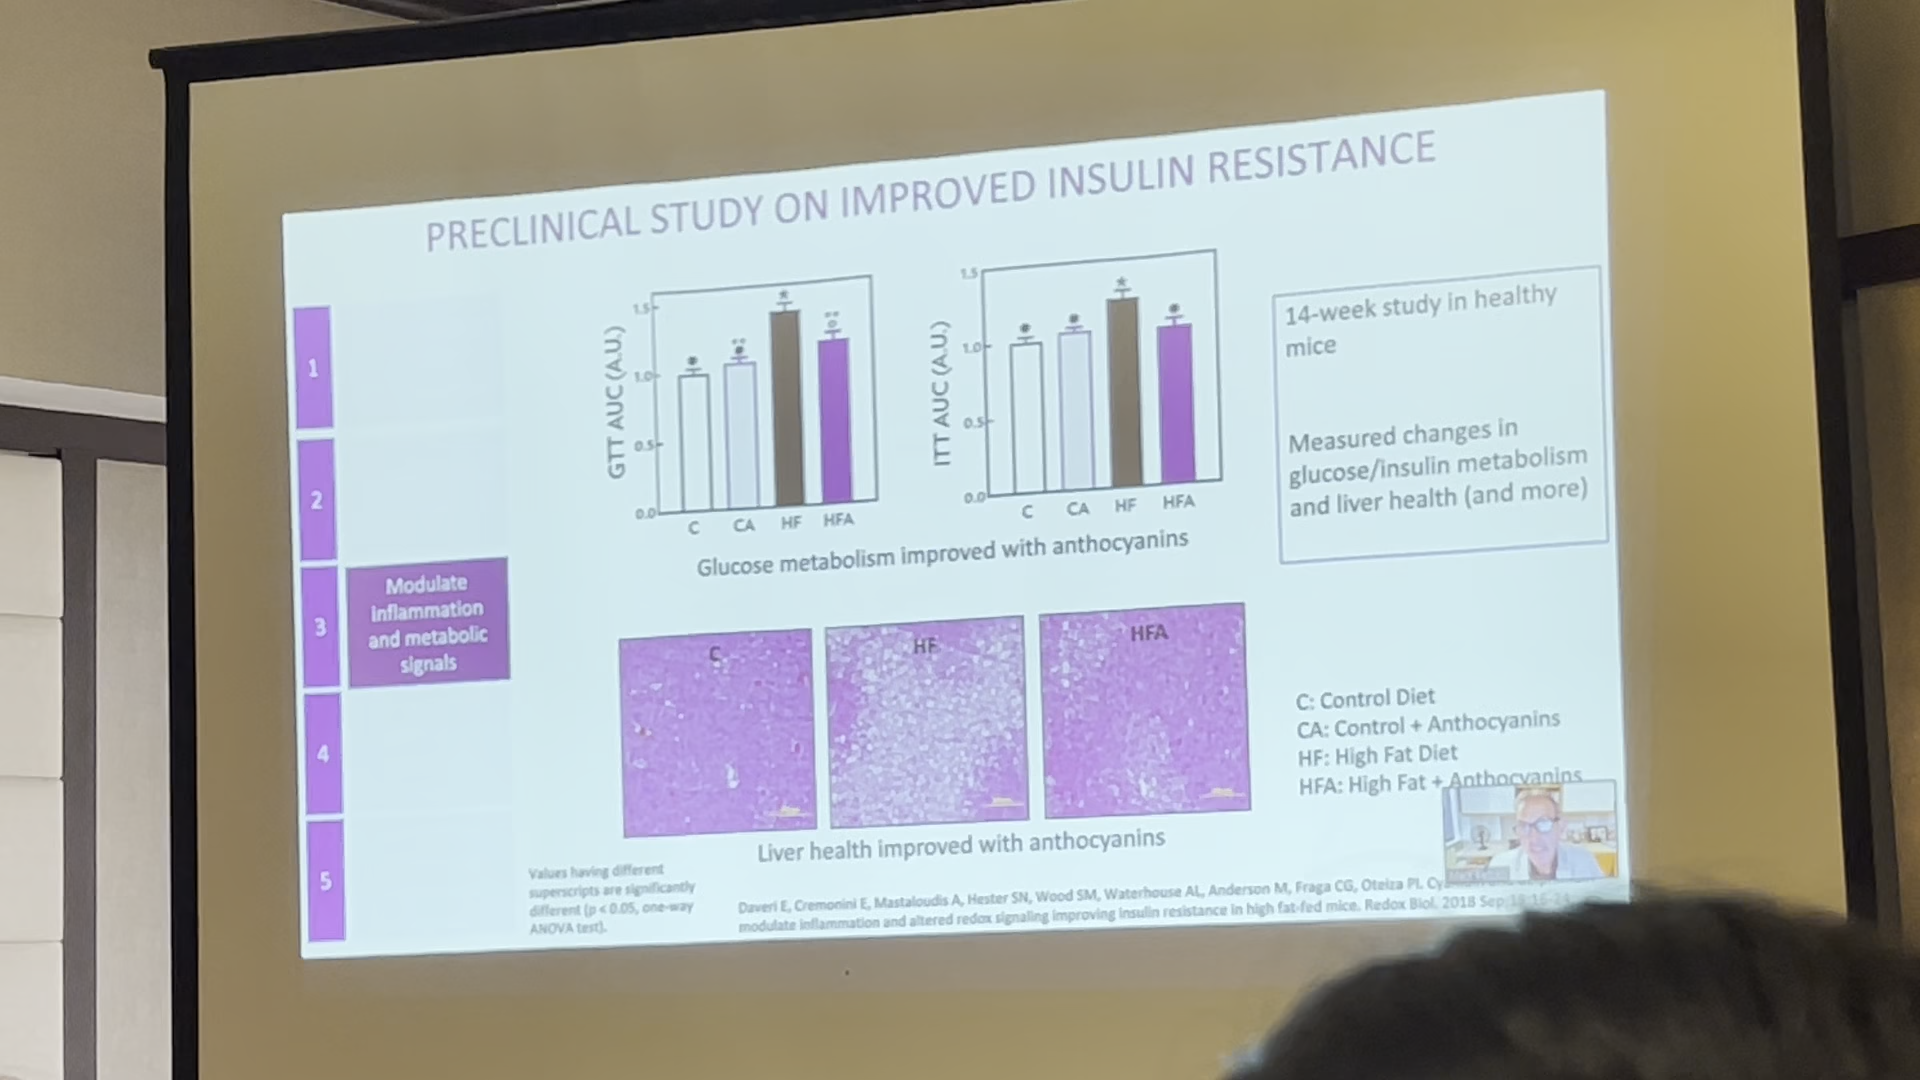 PRECLINICAL STUDY ON IMPROVED INSULIN RESISTANCE
1
2
3
4
5
Modulate
inflammation
and metabolic
signals
GTT AUC (A.U.)
1.5
1.0
0.5
0.0
C CA HF HFA
ITT AUC (A.U.)
1.5
1.0
0.5
0.0
C CA HF HFA
Glucose metabolism improved with anthocyanins
14-week study in healthy
mice
Measured changes in
glucose/insulin metabolism
and liver health (and more)
C
HF
HFA
Liver health improved with anthocyanins
C: Control Diet
CA: Control + Anthocyanins
HF: High Fat Diet
HFA: High Fat + Anthocyanins
Values having different
superscripts are significantly
different (p < 0.05, one-way
ANOVA test).
Daveri E, Cremonini E, Mastaloudis A, Hester SN, Wood SM, Waterhouse AL, Anderson M, Fraga CG, Oteiza PI.
modulate inflammation and altered redox signaling improving insulin resistance in high fat-fed mice. Redox Biol. 2018 Sep